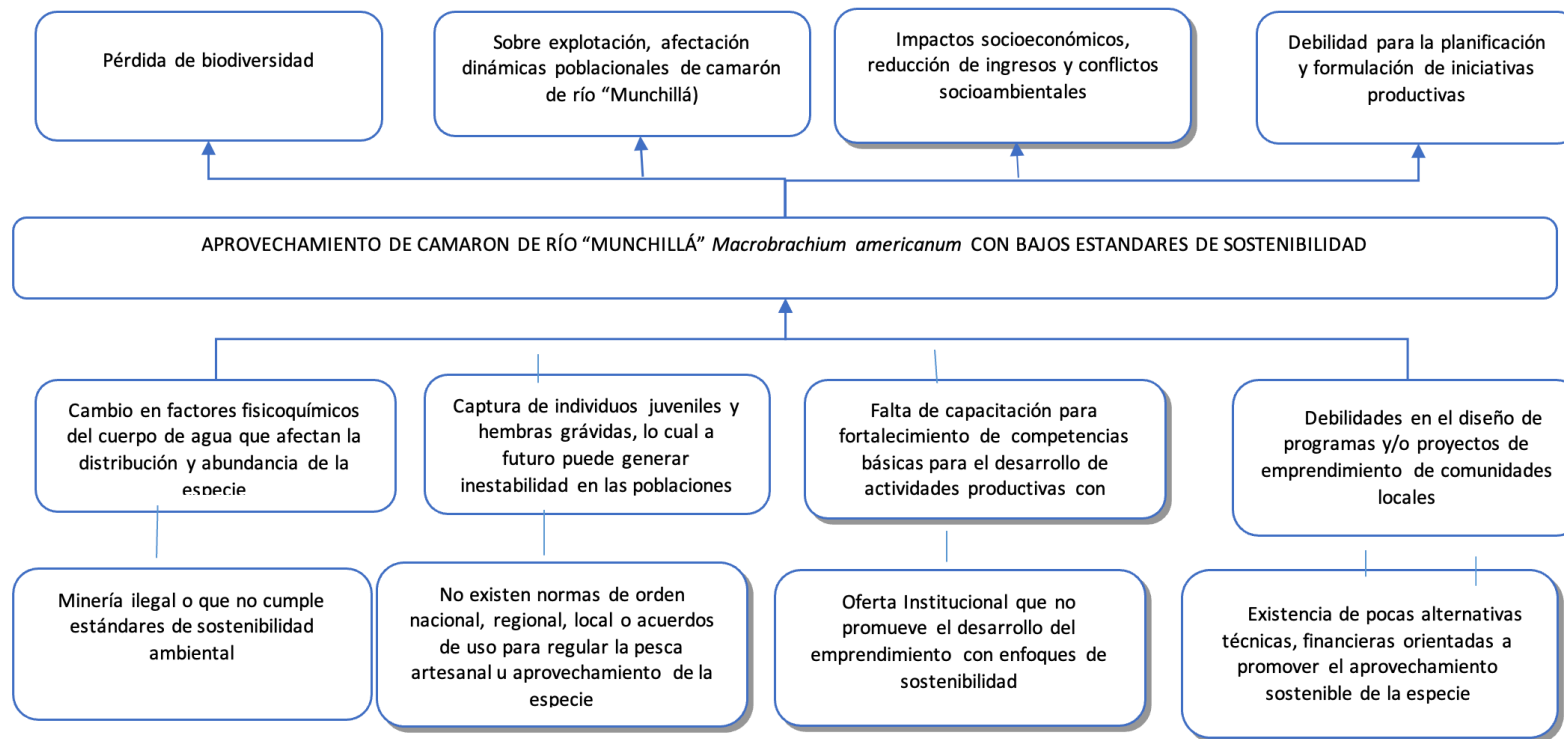 Pérdida de biodiversidad
Sobre explotación, afectación
dinámicas poblacionales de camarón
de río “Munchillá)
Impactos socioeconómicos,
reducción de ingresos y conflictos
socioambientales
Debilidad para la planificación
y formulación de iniciativas
productivas
APROVECHAMIENTO DE CAMARON DE RÍO “MUNCHILLÁ” Macrobrachium americanum CON BAJOS ESTANDARES DE SOSTENIBILIDAD
Cambio en factores fisicoquímicos
del cuerpo de agua que afectan la
distribución y abundancia de la
especie
Captura de individuos juveniles y
hembras grávidas, lo cual a
futuro puede generar
inestabilidad en las poblaciones
Falta de capacitación para
fortalecimiento de competencias
básicas para el desarrollo de
actividades productivas con
Debilidades en el diseño de
programas y/o proyectos de
emprendimiento de comunidades
locales
Minería ilegal o que no cumple
estándares de sostenibilidad
ambiental
No existen normas de orden
nacional, regional, local o acuerdos
de uso para regular la pesca
artesanal u aprovechamiento de la
especie
Oferta Institucional que no
promueve el desarrollo del
emprendimiento con enfoques de
sostenibilidad
Existencia de pocas alternativas
técnicas, financieras orientadas a
promover el aprovechamiento
sostenible de la especie